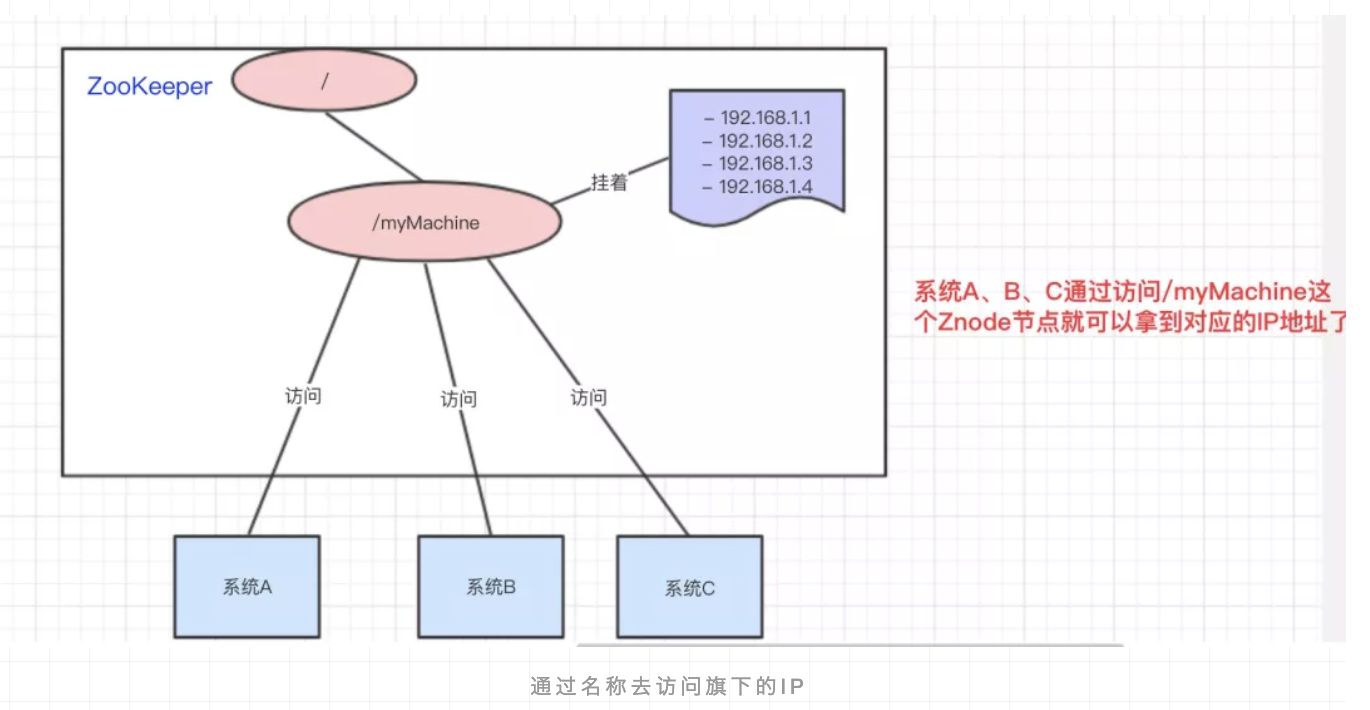 ZooKeeper
/
– 192.168.1.1
– 192.168.1.2
– 192.168.1.3
– 192.168.1.4
挂着
/myMachine
系统A、B、C通过访问/myMachine这
个Znode节点就可以拿到对应的IP地址了
访问
访问
访问
系统A
系统B
系统C
通过名称去访问旗下的IP